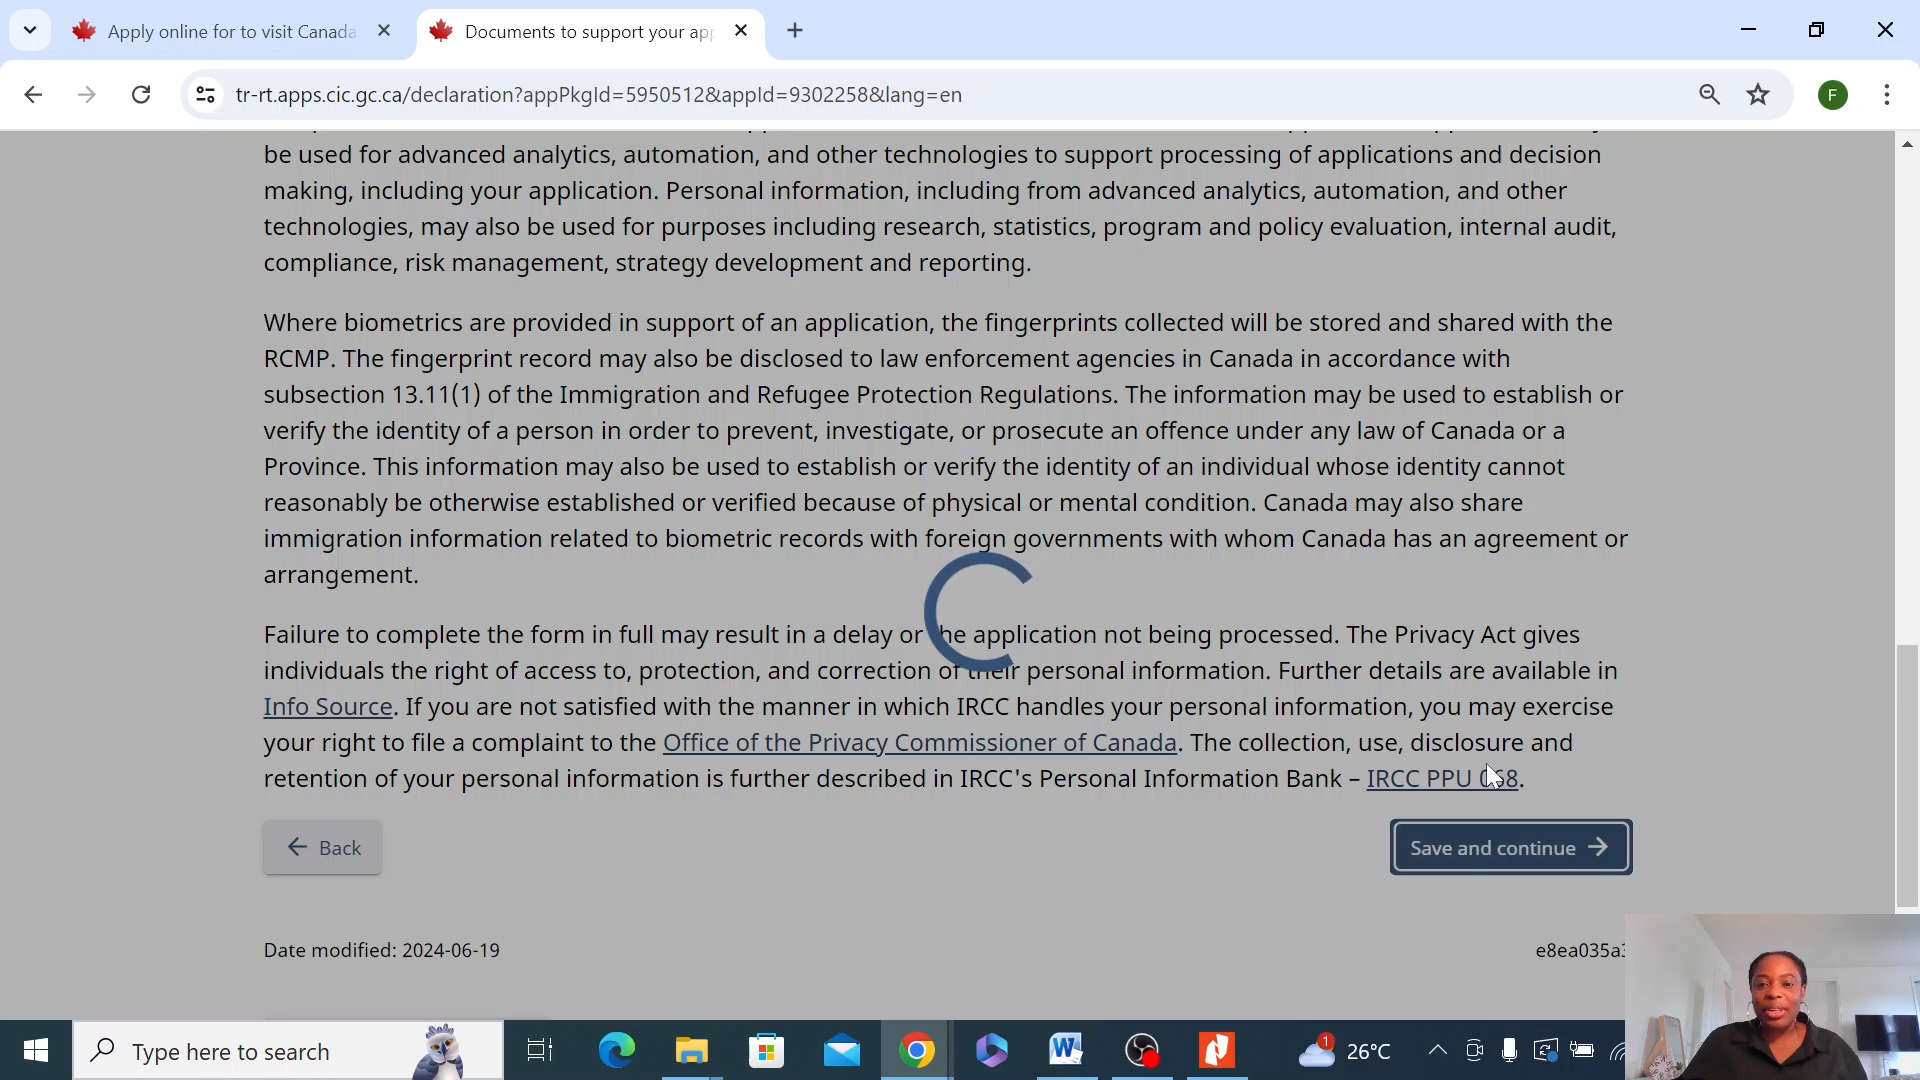 Apply online for to visit Canada
Documents to support your app
tr-rt.apps.cic.gc.ca/declaration?appPkgId=5950512&appId=9302258&lang=en
F
be used for advanced analytics, automation, and other technologies to support processing of applications and decision
making, including your application. Personal information, including from advanced analytics, automation, and other
technologies, may also be used for purposes including research, statistics, program and policy evaluation, internal audit,
compliance, risk management, strategy development and reporting.
Where biometrics are provided in support of an application, the fingerprints collected will be stored and shared with the
RCMP. The fingerprint record may also be disclosed to law enforcement agencies in Canada in accordance with
subsection 13.11(1) of the Immigration and Refugee Protection Regulations. The information may be used to establish or
verify the identity of a person in order to prevent, investigate, or prosecute an offence under any law of Canada or a
Province. This information may also be used to establish or verify the identity of an individual whose identity cannot
reasonably be otherwise established or verified because of physical or mental condition. Canada may also share
immigration information related to biometric records with foreign governments with whom Canada has an agreement or
arrangement.
Failure to complete the form in full may result in a delay or the application not being processed. The Privacy Act gives
individuals the right of access to, protection, and correction of their personal information. Further details are available in
Info Source. If you are not satisfied with the manner in which IRCC handles your personal information, you may exercise
your right to file a complaint to the Office of the Privacy Commissioner of Canada. The collection, use, disclosure and
retention of your personal information is further described in IRCC's Personal Information Bank – IRCC PPU 068.
Back
Save and continue
Date modified: 2024-06-19
e8ea035a3
Type here to search
1
26°C